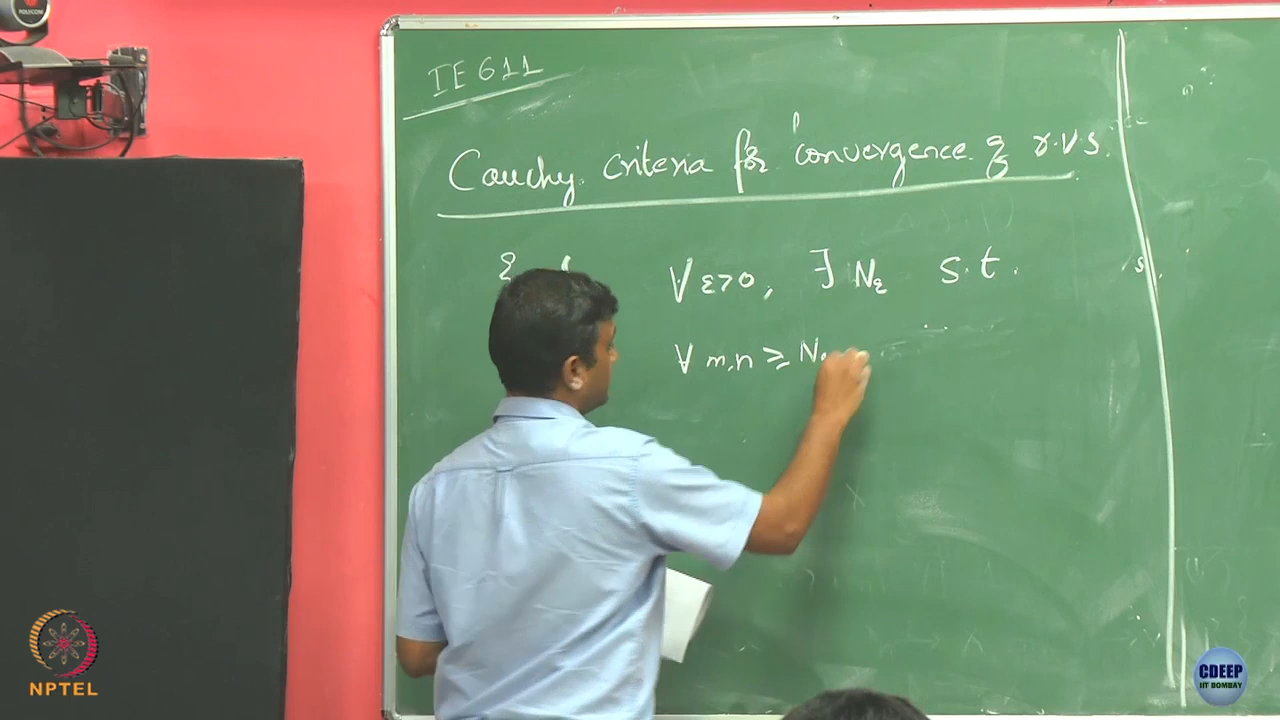 IE 611
Cauchy criteria for convergence of r.v.s.
∀ ε>0, ∃ Nε s.t.
∀ m,n ≥ N
NPTEL
CDEEP
IIT BOMBAY